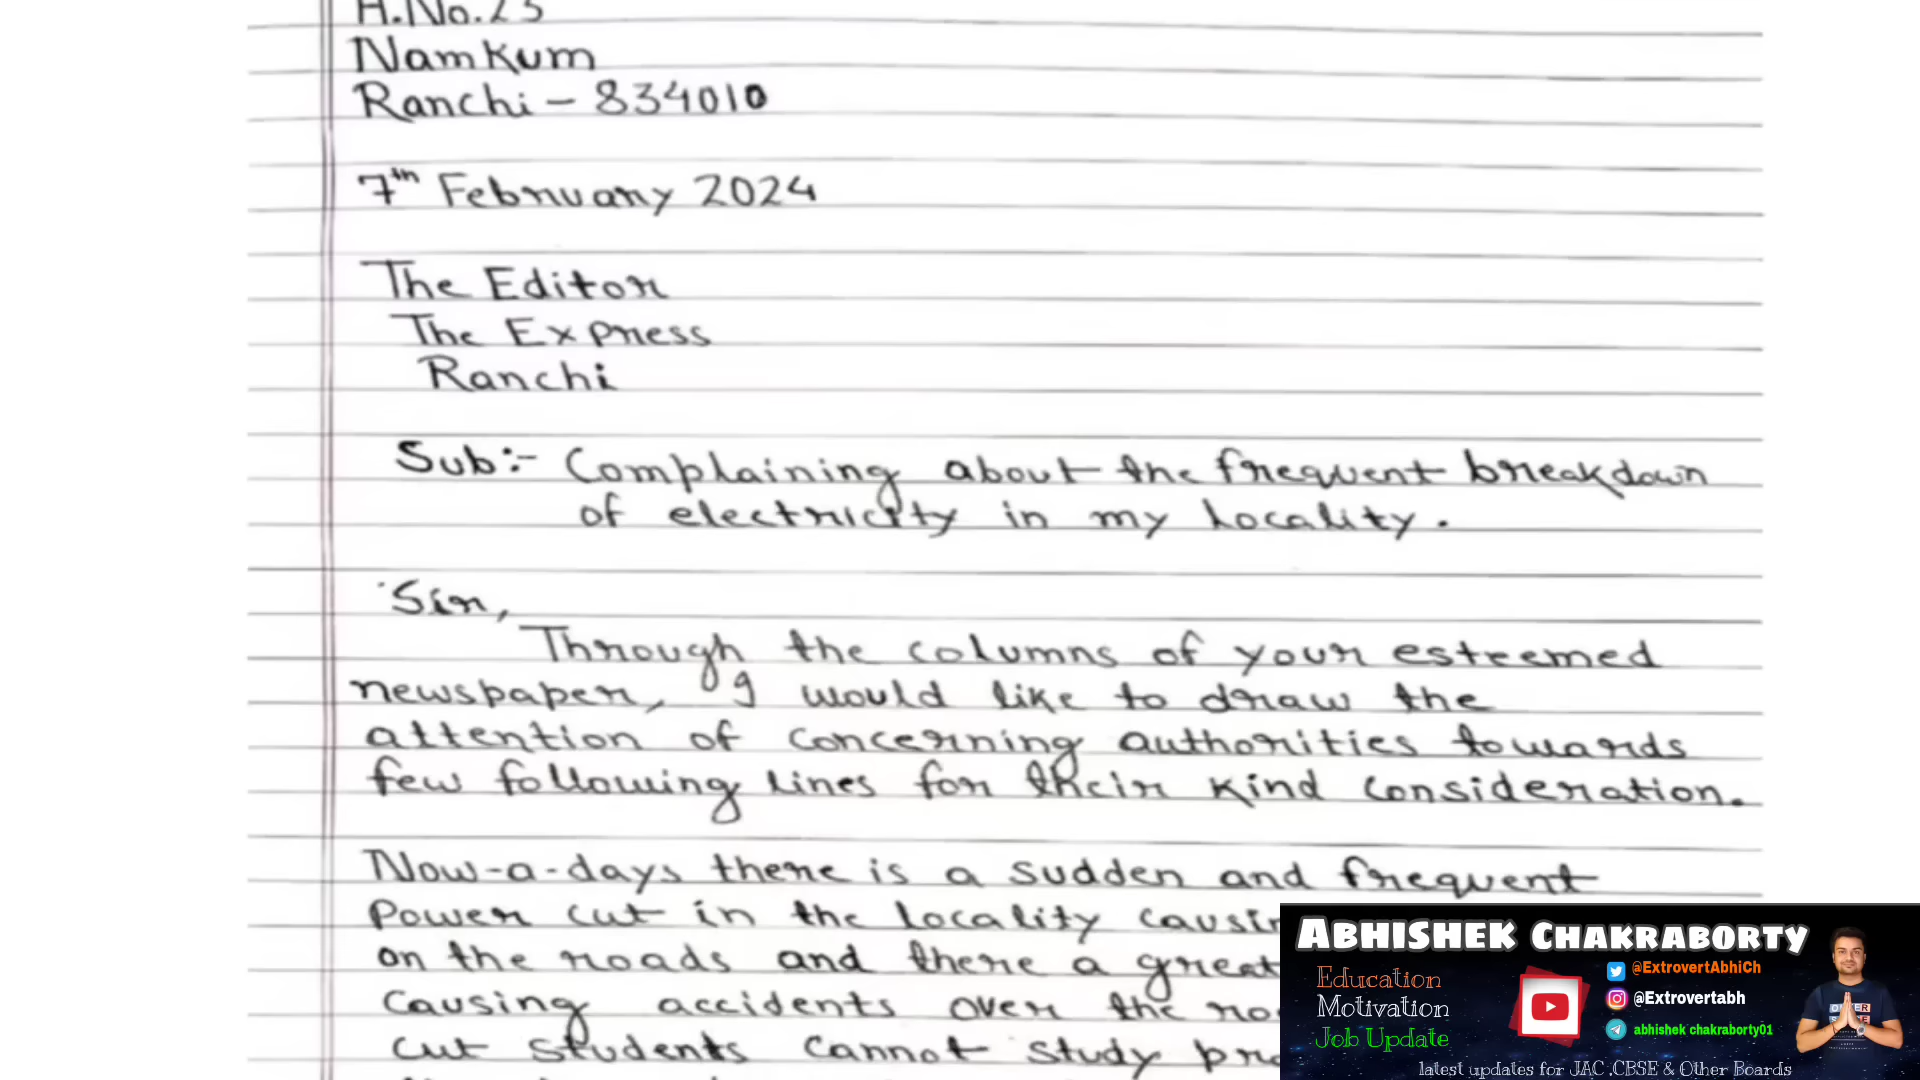 H.No.23
Namkum
Ranchi - 834010
7th February 2024
The Editor
The Express
Ranchi
Sub:- Complaining about the frequent breakdown
of electricity in my locality.
Sir,
Through the columns of your esteemed
newspaper, I would like to draw the
attention of concerning authorities towards
few following lines for their kind consideration.
Now-a-days there is a sudden and frequent
Power cut in the locality
on the roads and there a great
causing accidents over the
cut students cannot study
ABHISHEK CHAKRABORTY
Education
Motivation
Job Update
@ExtrovertAbhiCh
@Extrovertabh
abhishek chakraborty01
latest updates for JAC ,CBSE & Other Boards